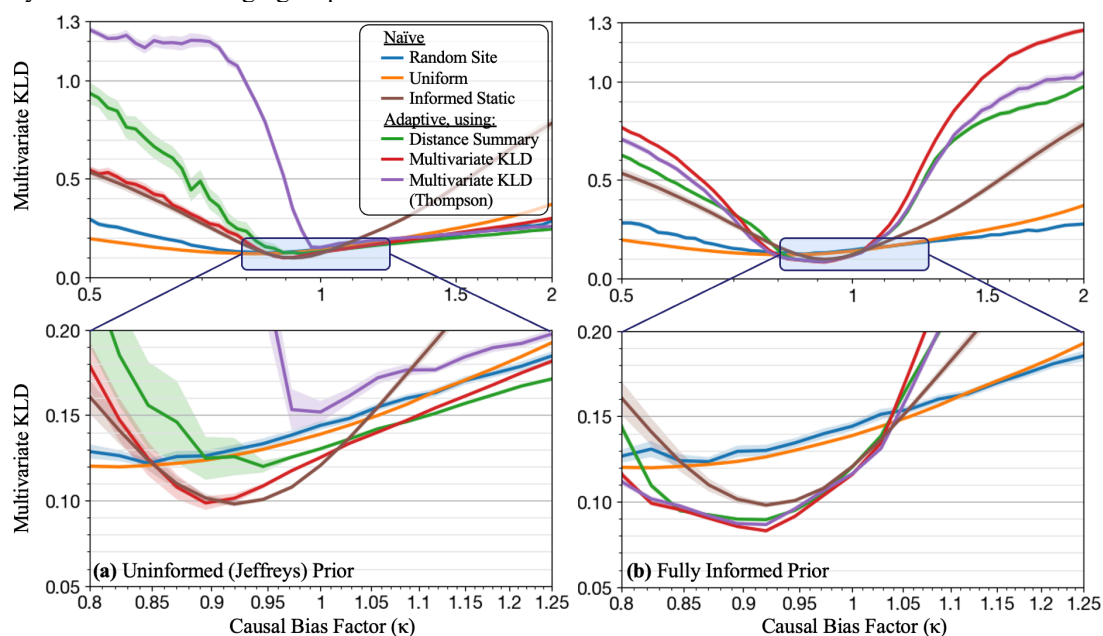 1.3
1.0
0.5
0.0
Multivariate KLD
0.5
1
1.5
2
Naïve
Random Site
Uniform
Informed Static
Adaptive, using:
Distance Summary
Multivariate KLD
Multivariate KLD
(Thompson)
1.3
1.0
0.5
0.0
Multivariate KLD
0.5
1
1.5
2
0.20
0.15
0.10
0.05
Multivariate KLD
(a) Uninformed (Jeffreys) Prior
0.8
0.85
0.9
0.95
1
1.05
1.1
1.15
1.2
1.25
Causal Bias Factor (κ)
0.20
0.15
0.10
0.05
Multivariate KLD
(b) Fully Informed Prior
0.8
0.85
0.9
0.95
1
1.05
1.1
1.15
1.2
1.25
Causal Bias Factor (κ)